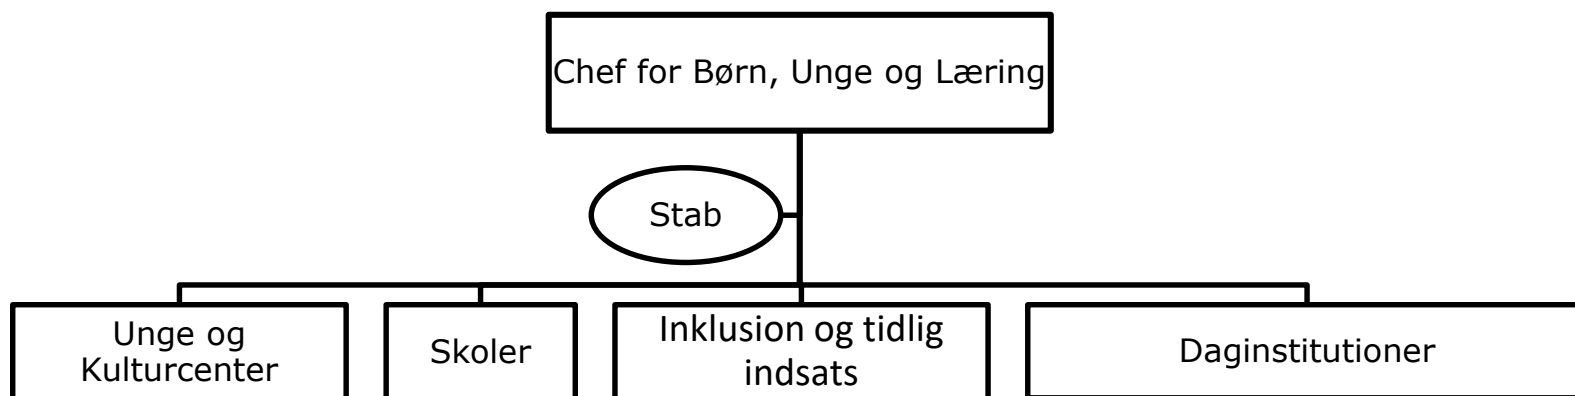 Chef for Børn, Unge og Læring
Stab
Unge og
Kulturcenter
Skoler
Inklusion og tidlig
indsats
Daginstitutioner